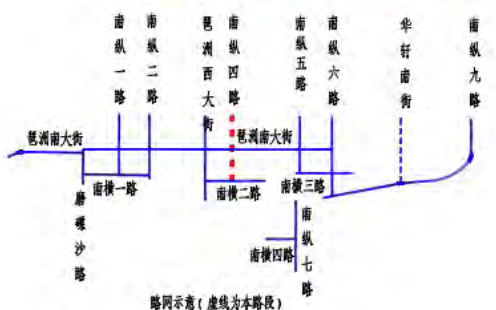 南纵一路
南纵二路
琶洲西大街
南纵四路
南纵五路
南纵六路
华轩南街
南纵九路
琶洲南大街
琶洲南大街
南横一路
南横二路
南横三路
磨碟沙路
南纵七路
南横四路
路网示意(虚线为本路段)